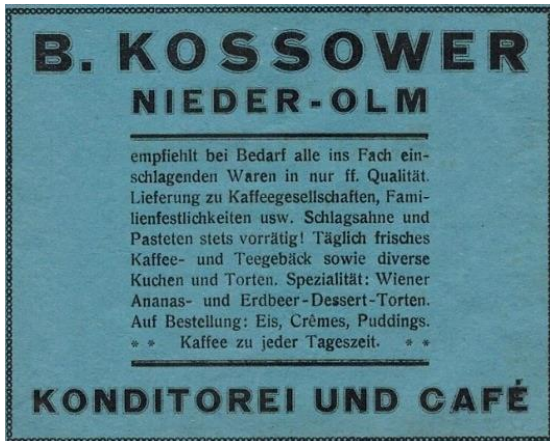 B. KOSSOWER
NIEDER-OLM
empfiehlt bei Bedarf alle ins Fach ein-
schlagenden Waren in nur ff. Qualität.
Lieferung zu Kaffeegesellschaften, Fami-
lienfestlichkeiten usw. Schlagsahne und
Pasteten stets vorrätig! Täglich frisches
Kaffee- und Teegebäck sowie diverse
Kuchen und Torten. Spezialität: Wiener
Ananas- und Erdbeer-Dessert-Torten.
Auf Bestellung: Eis, Crêmes, Puddings.
* * Kaffee zu jeder Tageszeit. * *
KONDITOREI UND CAFÉ